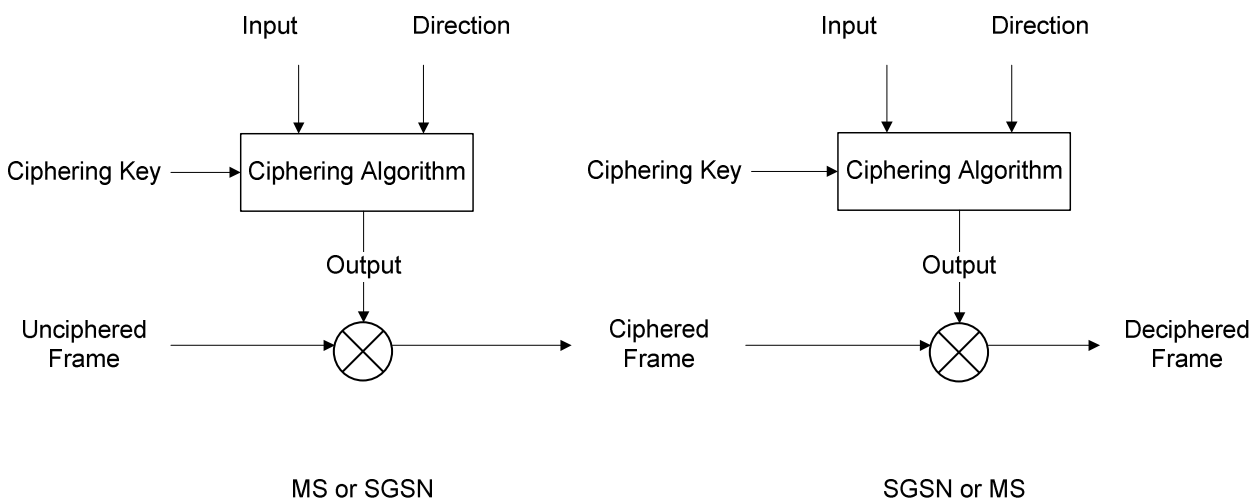 Input Direction Input Direction
Ciphering Key Ciphering Algorithm Ciphering Key Ciphering Algorithm
Output Output
Unciphered
Frame
Ciphered
Frame
Deciphered
Frame
MS or SGSN SGSN or MS